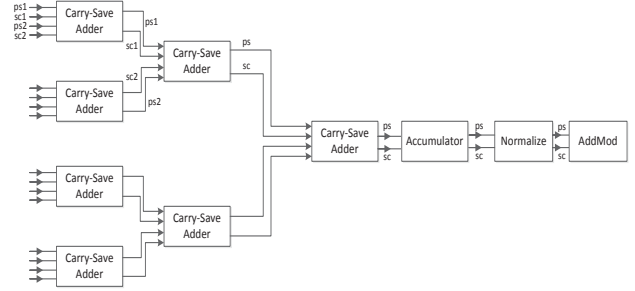 ps1
sc1
ps2
sc2
Carry-Save
Adder
ps1
sc1
Carry-Save
Adder
ps
sc
sc2
ps2
Carry-Save
Adder
Carry-Save
Adder
ps
sc
Accumulator
ps
sc
Normalize
ps
sc
AddMod
Carry-Save
Adder
Carry-Save
Adder
Carry-Save
Adder